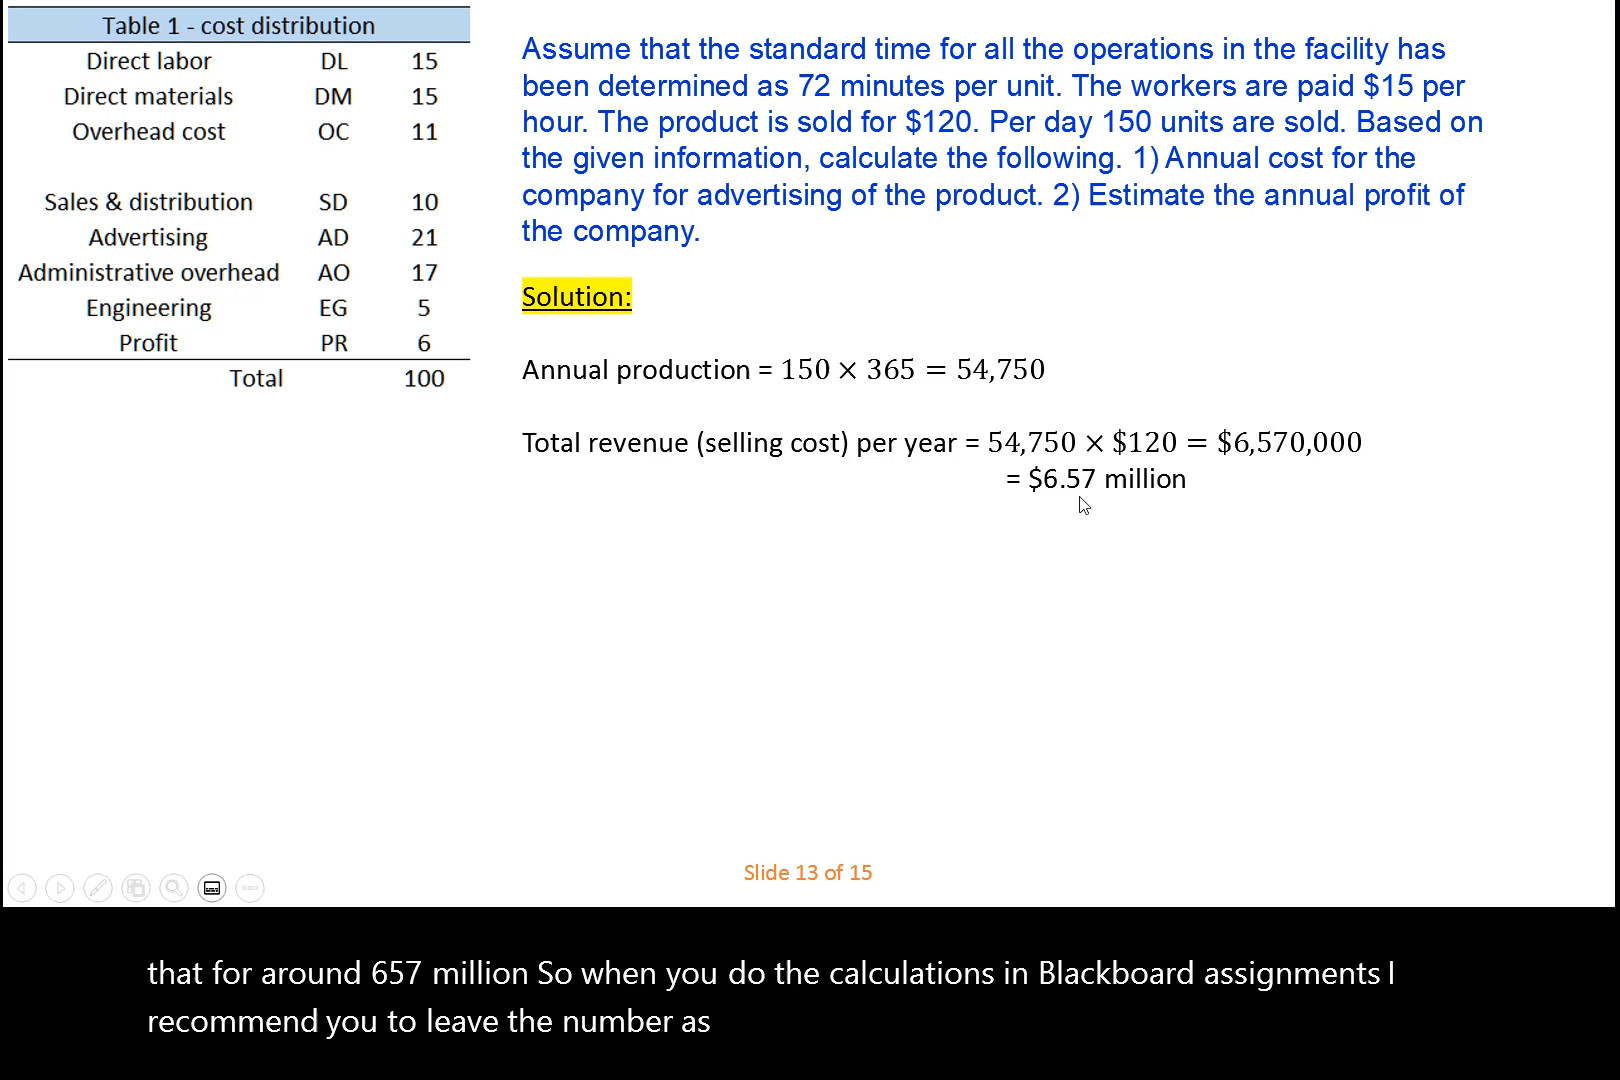 Table 1 - cost distribution
Direct labor DL 15
Direct materials DM 15
Overhead cost OC 11
Sales & distribution SD 10
Advertising AD 21
Administrative overhead AO 17
Engineering EG 5
Profit PR 6
Total 100
Assume that the standard time for all the operations in the facility has
been determined as 72 minutes per unit. The workers are paid $15 per
hour. The product is sold for $120. Per day 150 units are sold. Based on
the given information, calculate the following. 1) Annual cost for the
company for advertising of the product. 2) Estimate the annual profit of
the company.
Solution:
Annual production = 150 × 365 = 54,750
Total revenue (selling cost) per year = 54,750 × $120 = $6,570,000
= $6.57 million
Slide 13 of 15
that for around 657 million So when you do the calculations in Blackboard assignments I
recommend you to leave the number as